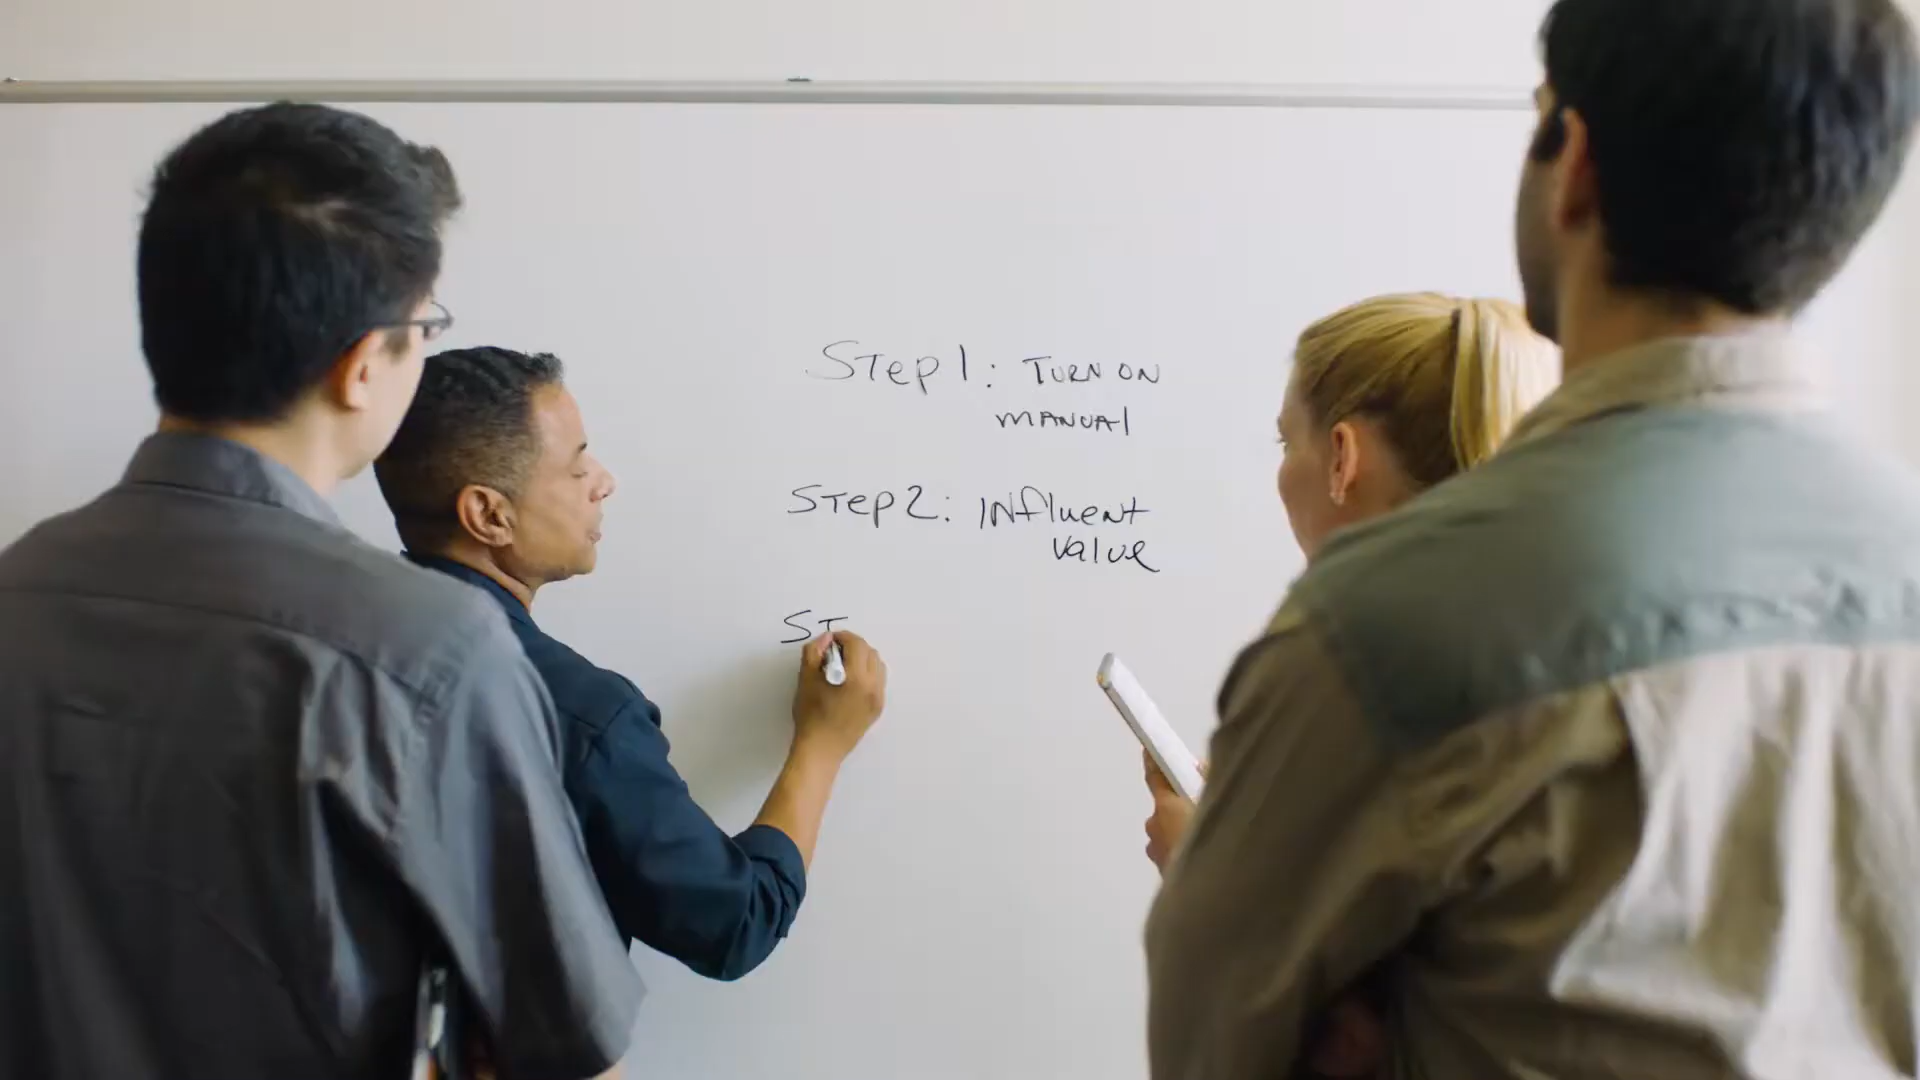 Step 1: TURN ON
MANUAL
Step 2: INfluent
Value
ST